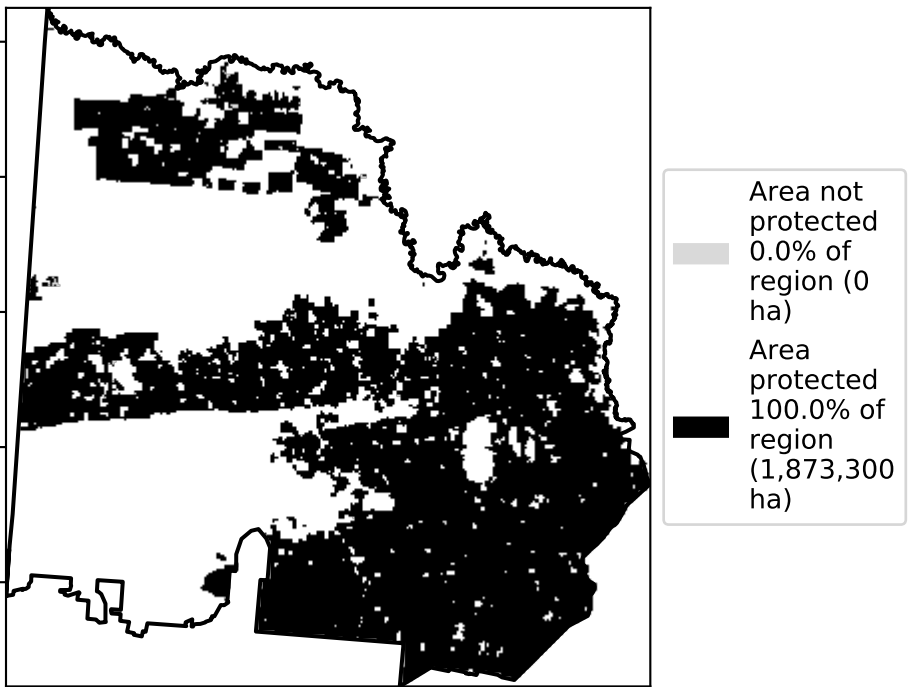 Area not
protected
0.0% of
region (0
ha)
Area
protected
100.0% of
region
(1,873,300
ha)